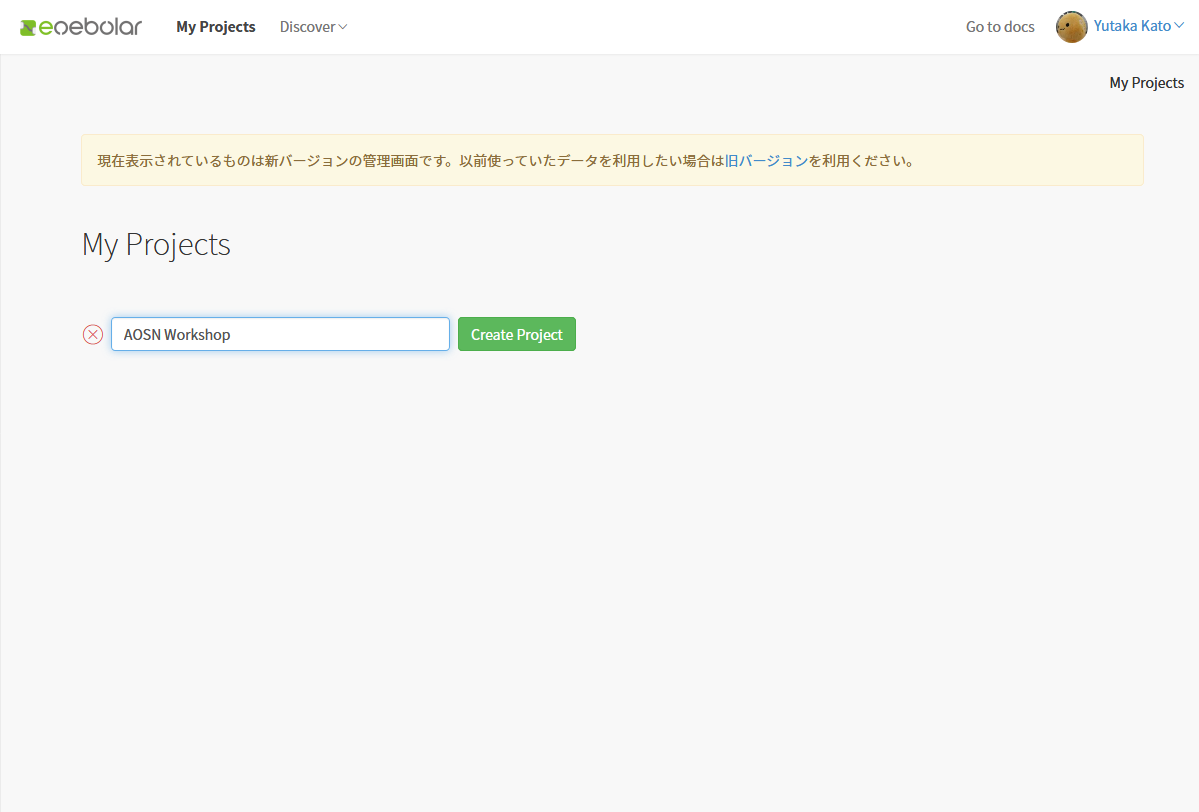 eoebolar
My Projects
Discover
Go to docs
Yutaka Kato
My Projects
現在表示されているものは新バージョンの管理画面です。以前使っていたデータを利用したい場合は旧バージョンを利用ください。
My Projects
AOSN Workshop
Create Project